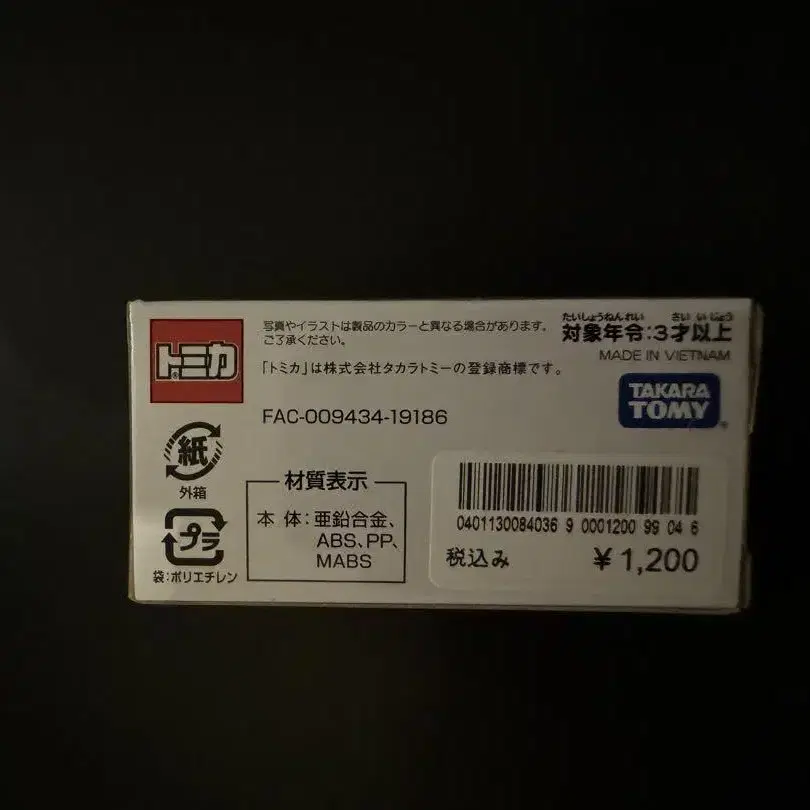 トミカ®
写真やイラストは製品のカラーと異なる場合があります。
ご了承ください。
「トミカ」は株式会社タカラトミーの登録商標です。
FAC-009434-19186
たいしょうねんれい さい いじょう
対象年令:3才以上
MADE IN VIETNAM
TAKARA
TOMY®
紙
外箱
プラ
袋:ポリエチレン
材質表示
本 体:亜鉛合金、
ABS、PP、
MABS
0401130084036 9 0001200 99 04 6
税込み ¥1,200